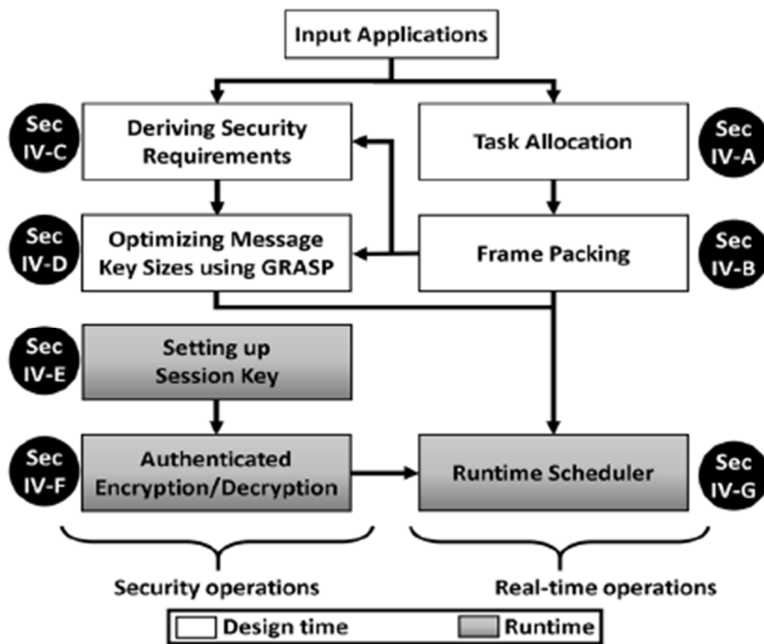 Input Applications
Sec
IV-C
Deriving Security
Requirements
Task Allocation
Sec
IV-A
Sec
IV-D
Optimizing Message
Key Sizes using GRASP
Frame Packing
Sec
IV-B
Sec
IV-E
Setting up
Session Key
Sec
IV-F
Authenticated
Encryption/Decryption
Runtime Scheduler
Sec
IV-G
Security operations
Real-time operations
Design time
Runtime